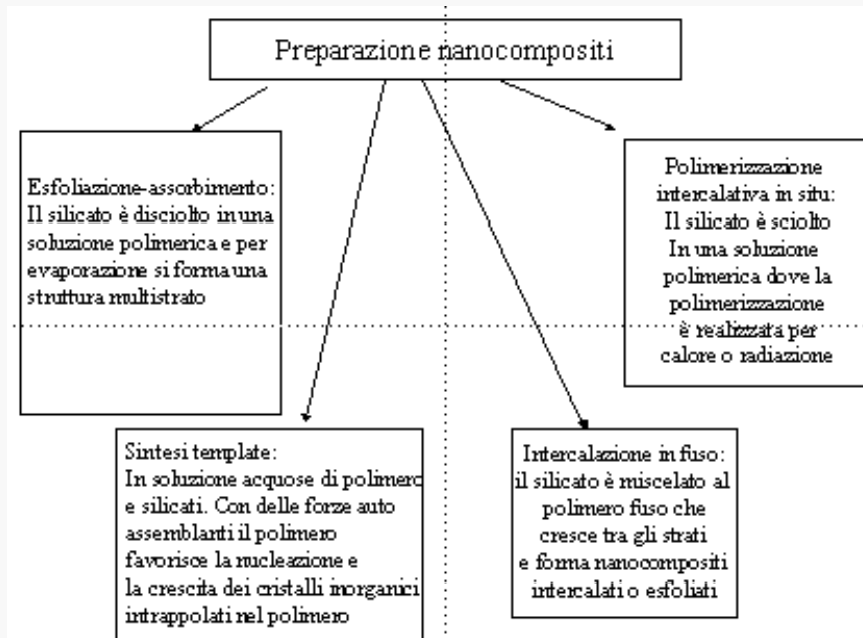 Preparazione nanocompositi
Esfoliazione-assorbimento:
Il silicato è disciolto in una
soluzione polimerica e per
evaporazione si forma una
struttura multistrato
Polimerizzazione
intercalativa in situ:
Il silicato è sciolto
In una soluzione
polimerica dove la
polimerizzazione
è realizzata per
calore o radiazione
Sintesi template:
In soluzione acquose di polimero
e silicati. Con delle forze auto
assemblanti il polimero
favorisce la nucleazione e
la crescita dei cristalli inorganici
intrappolati nel polimero
Intercalazione in fuso:
il silicato è miscelato al
polimero fuso che
cresce tra gli strati
e forma nanocompositi
intercalati o esfoliati